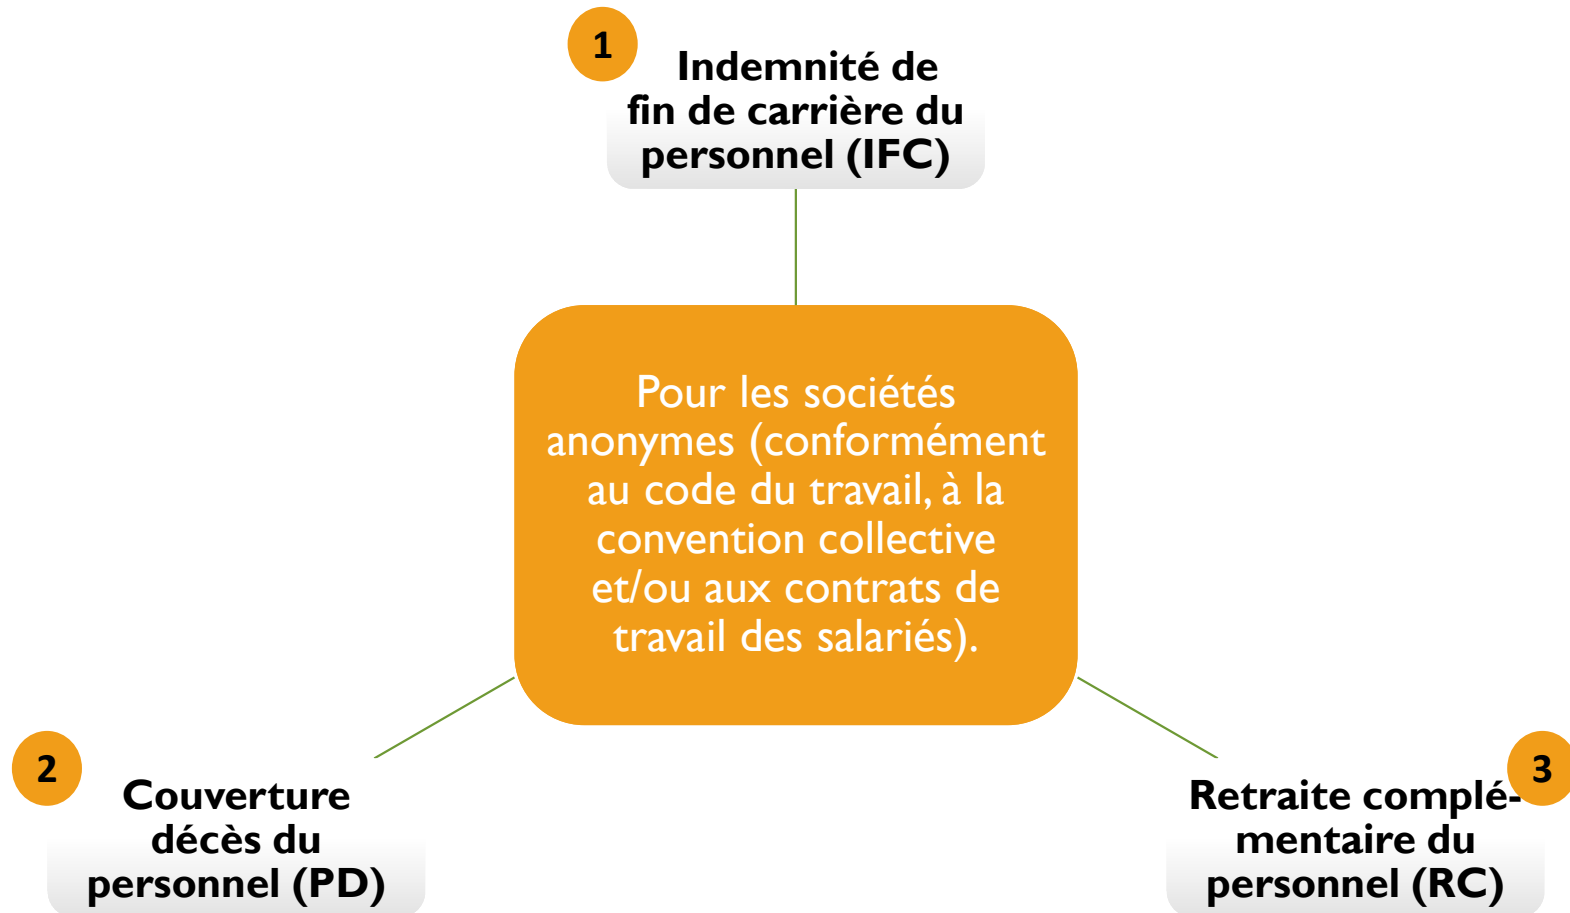 1
Indemnité de
fin de carrière du
personnel (IFC)
Pour les sociétés
anonymes (conformément
au code du travail, à la
convention collective
et/ou aux contrats de
travail des salariés).
2
Couverture
décès du
personnel (PD)
3
Retraite complé-
mentaire du
personnel (RC)